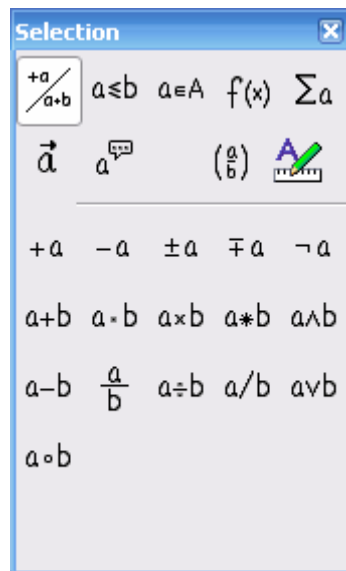 Selection
+a/a+b a≤b a∈A f(x) Σa
a⃗ a (a/b) A
+a −a ±a ∓a ¬a
a+b a·b a×b a∗b a∧b
a−b a/b a÷b a/b a∨b
a∘b